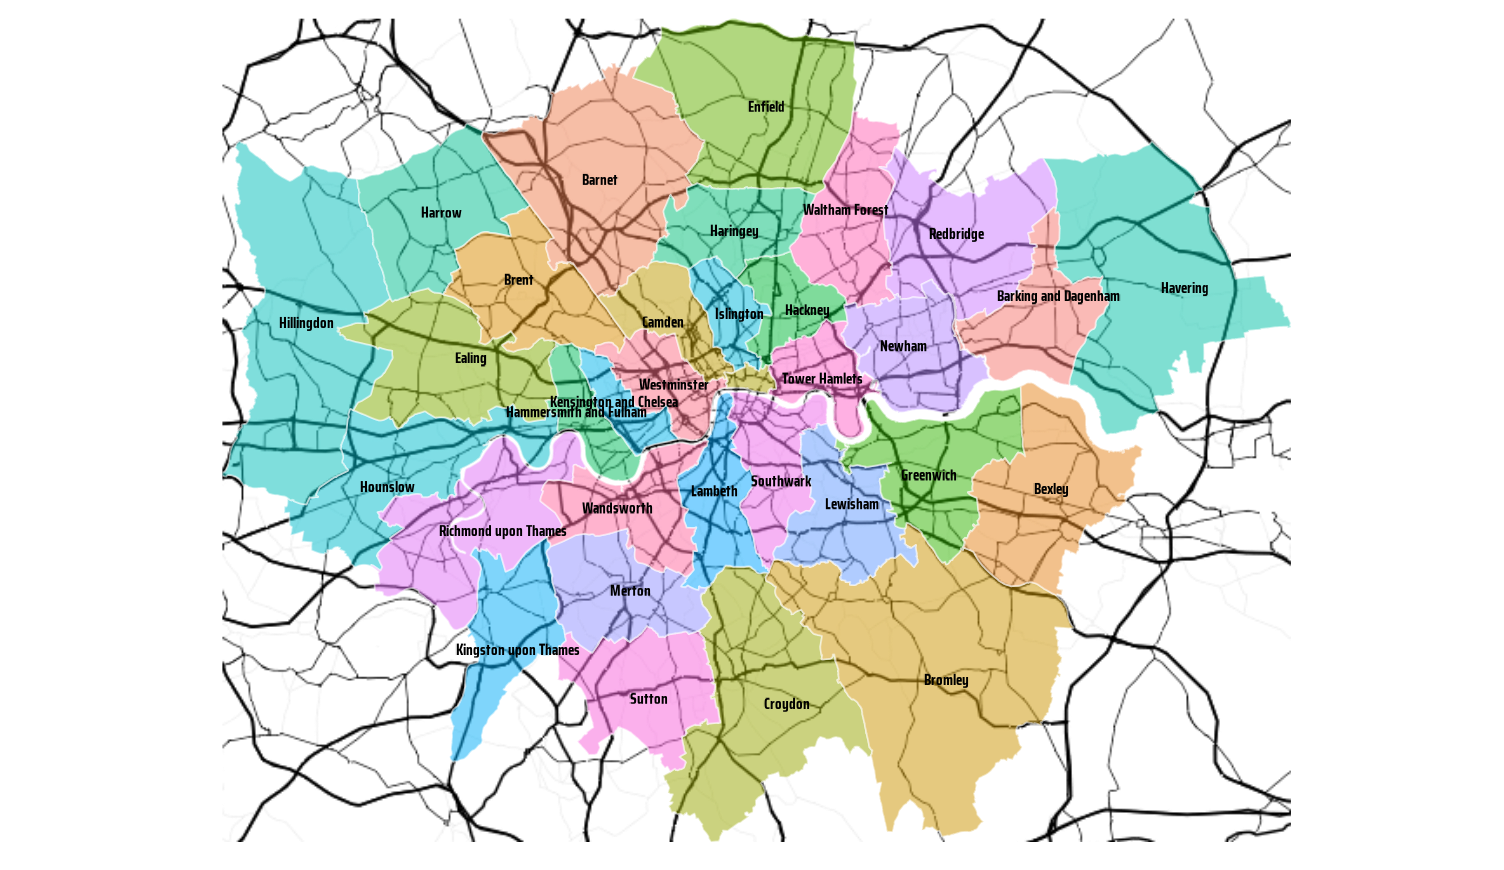 Enfield
Barnet
Harrow
Waltham Forest
Haringey
Redbridge
Brent
Havering
Barking and Dagenham
Hackney
Islington
Camden
Hillingdon
Newham
Ealing
Tower Hamlets
Westminster
Kensington and Chelsea
Hammersmith and Fulham
Greenwich
Southwark
Hounslow
Bexley
Lambeth
Lewisham
Wandsworth
Richmond upon Thames
Merton
Kingston upon Thames
Bromley
Sutton
Croydon